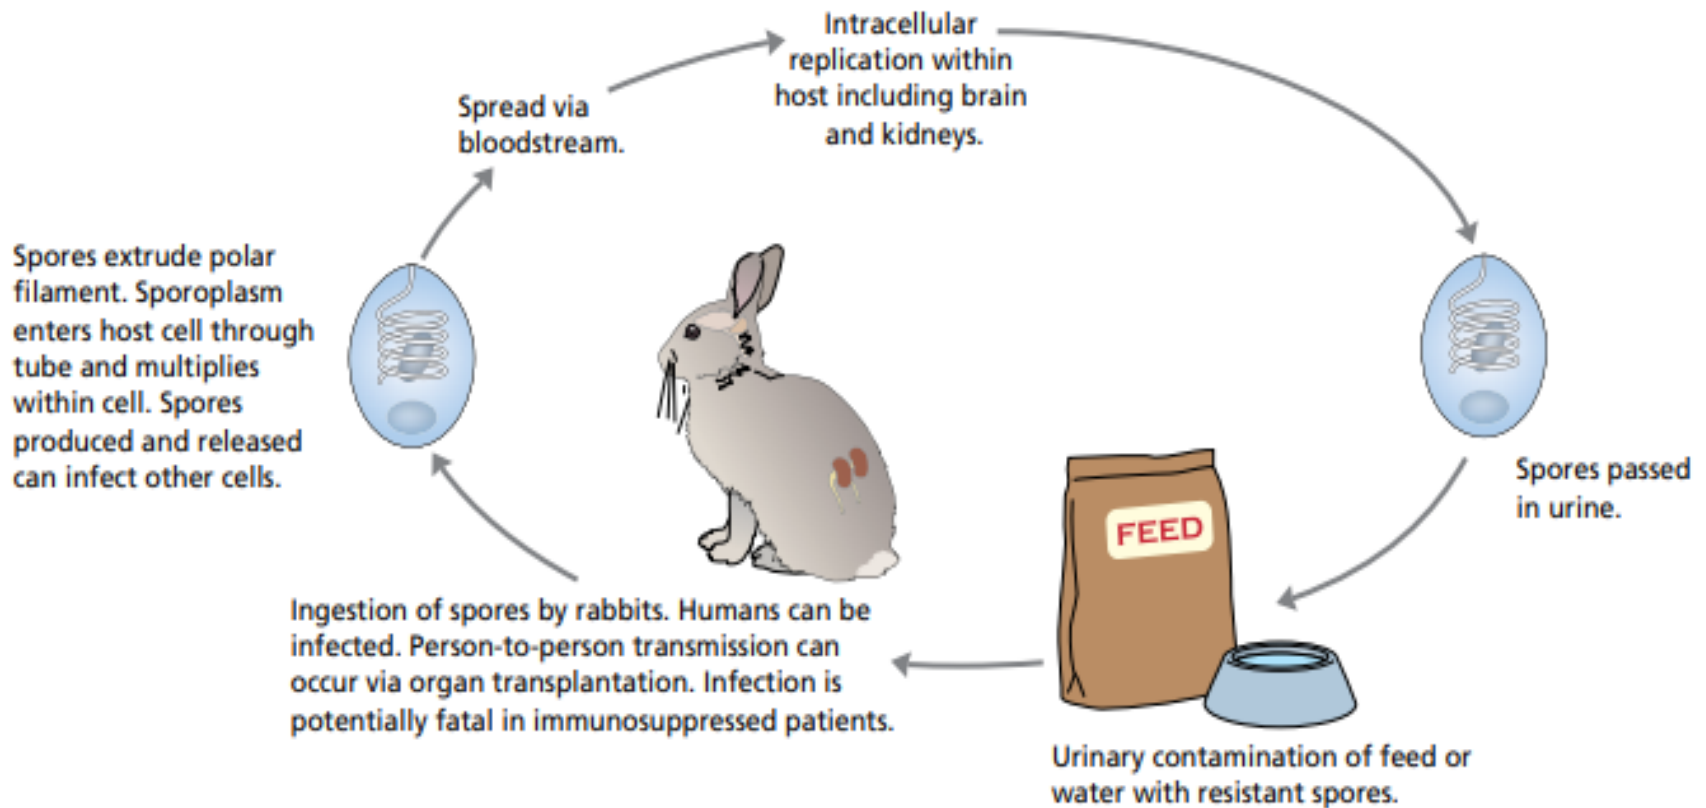 Intracellular
replication within
host including brain
and kidneys.
Spread via
bloodstream.
Spores extrude polar
filament. Sporoplasm
enters host cell through
tube and multiplies
within cell. Spores
produced and released
can infect other cells.
Spores passed
in urine.
FEED
Ingestion of spores by rabbits. Humans can be
infected. Person-to-person transmission can
occur via organ transplantation. Infection is
potentially fatal in immunosuppressed patients.
Urinary contamination of feed or
water with resistant spores.